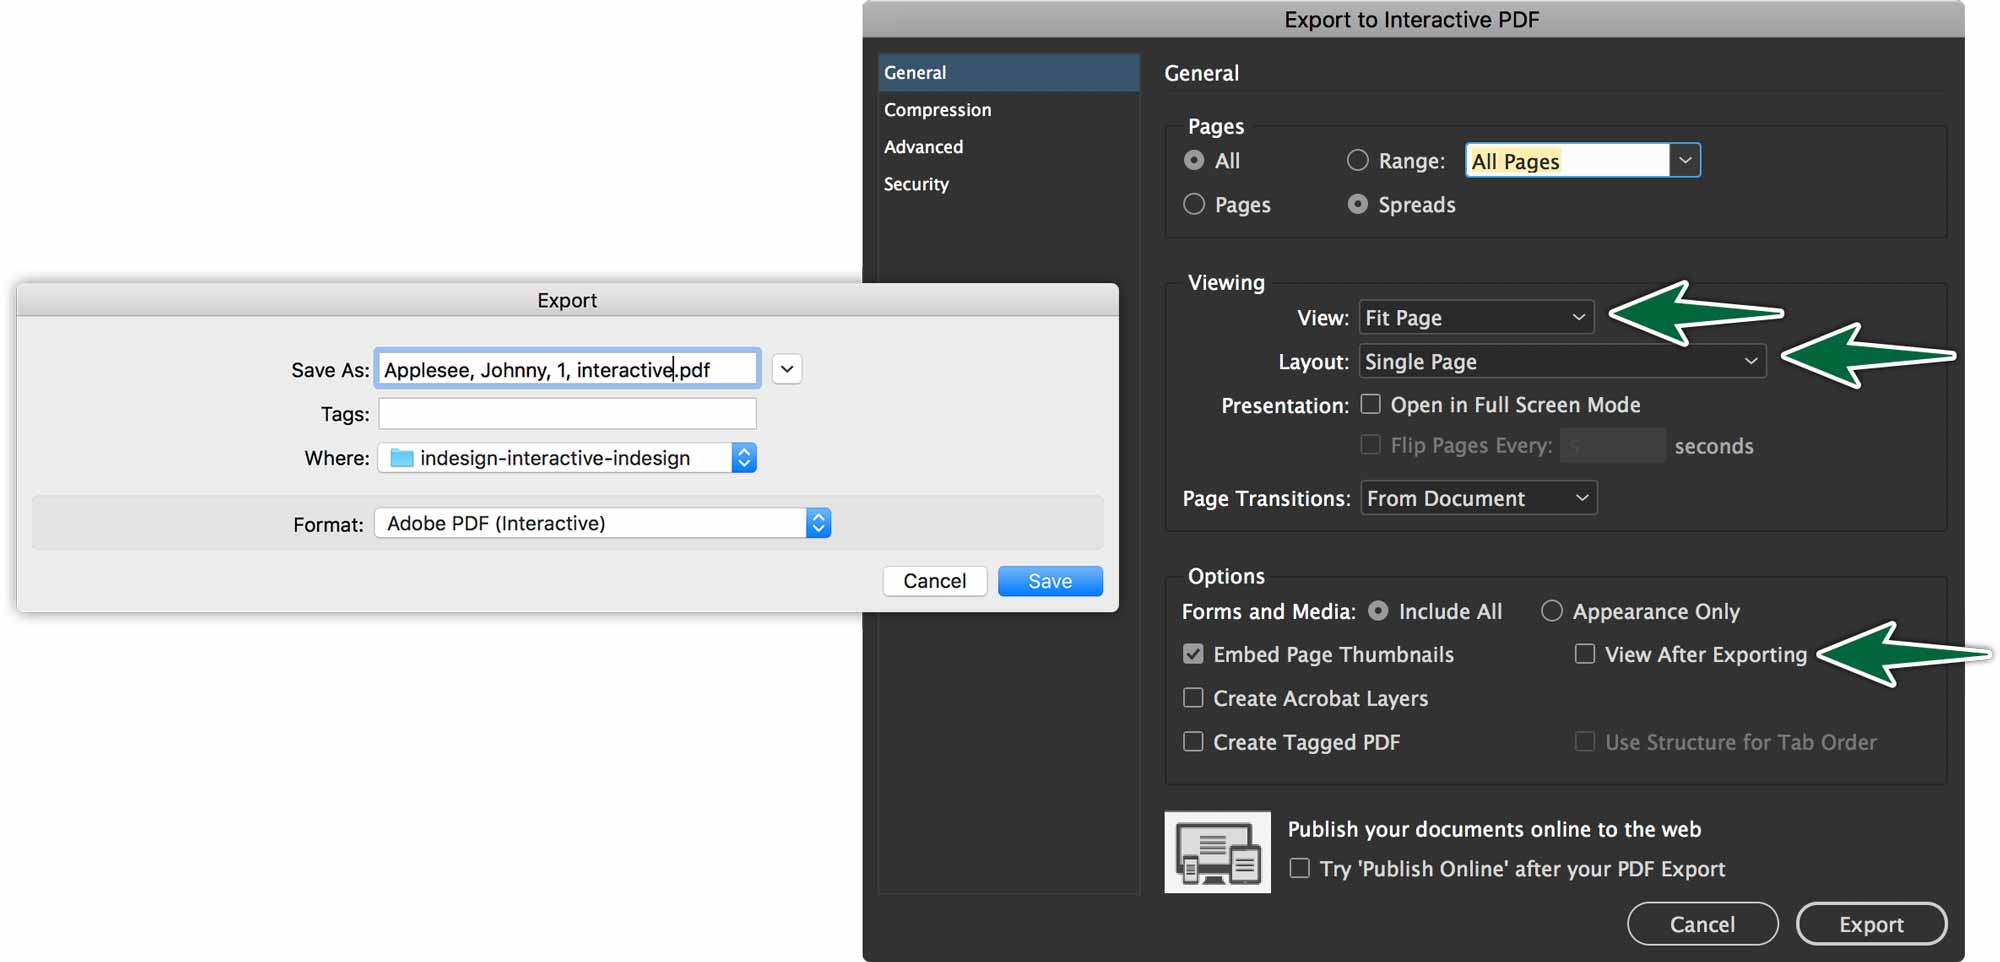 Export
Save As: Applesee, Johnny, 1, interactive.pdf
Tags:
Where: indesign-interactive-indesign
Format: Adobe PDF (Interactive)
Cancel Save
Export to Interactive PDF
General
Compression
Advanced
Security
General
Pages
All Range: All Pages
Pages Spreads
Viewing
View: Fit Page
Layout: Single Page
Presentation: Open in Full Screen Mode
Flip Pages Every: 5 seconds
Page Transitions: From Document
Options
Forms and Media: Include All Appearance Only
Embed Page Thumbnails View After Exporting
Create Acrobat Layers
Create Tagged PDF Use Structure for Tab Order
Publish your documents online to the web
Try 'Publish Online' after your PDF Export
Cancel Export